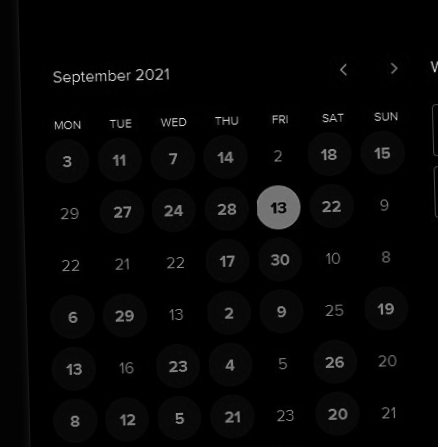 September 2021 < >
W
MON TUE WED THU FRI SAT SUN
3 11 7 14 2 18 15
29 27 24 28 13 22 9
22 21 22 17 30 10 8
6 29 13 2 9 25 19
13 16 23 4 5 26 20
8 12 5 21 23 20 21